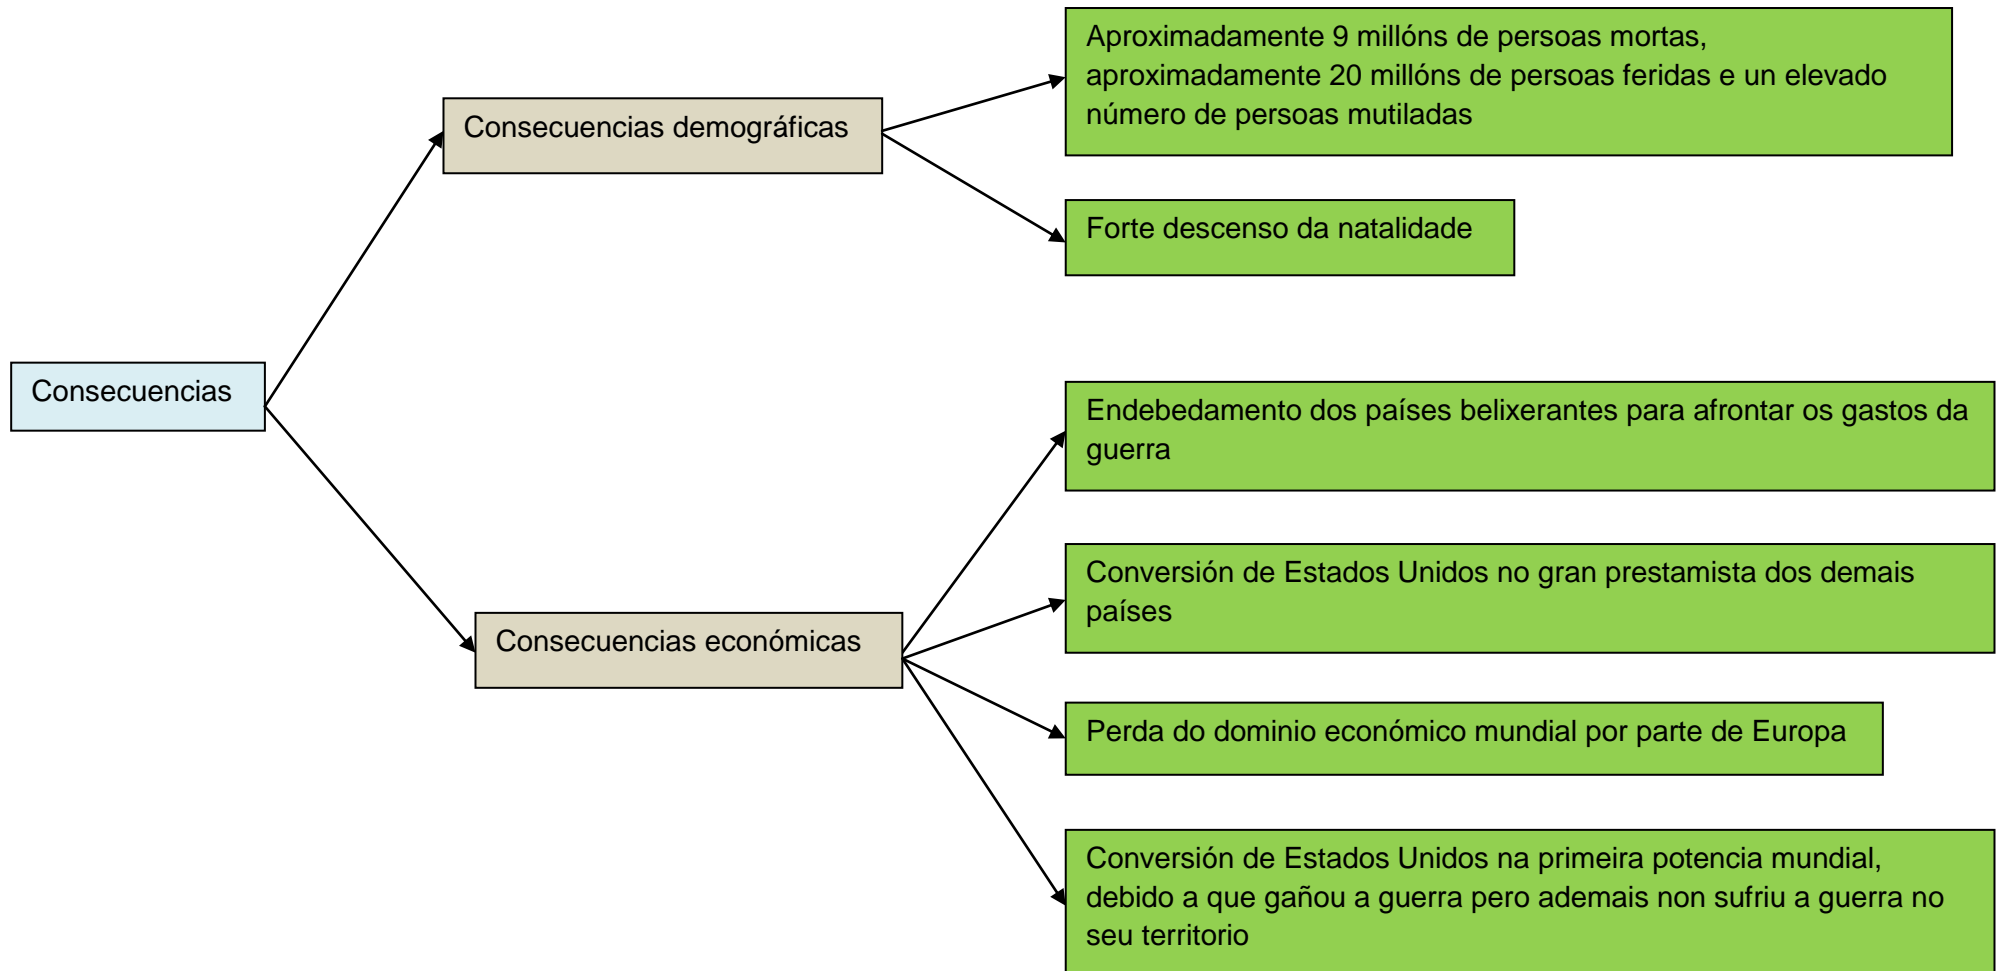 Consecuencias
Consecuencias demográficas
Aproximadamente 9 millóns de persoas mortas,
aproximadamente 20 millóns de persoas feridas e un elevado
número de persoas mutiladas
Forte descenso da natalidade
Consecuencias económicas
Endebedamento dos países belixerantes para afrontar os gastos da
guerra
Conversión de Estados Unidos no gran prestamista dos demais
países
Perda do dominio económico mundial por parte de Europa
Conversión de Estados Unidos na primeira potencia mundial,
debido a que gañou a guerra pero ademais non sufriu a guerra no
seu territorio